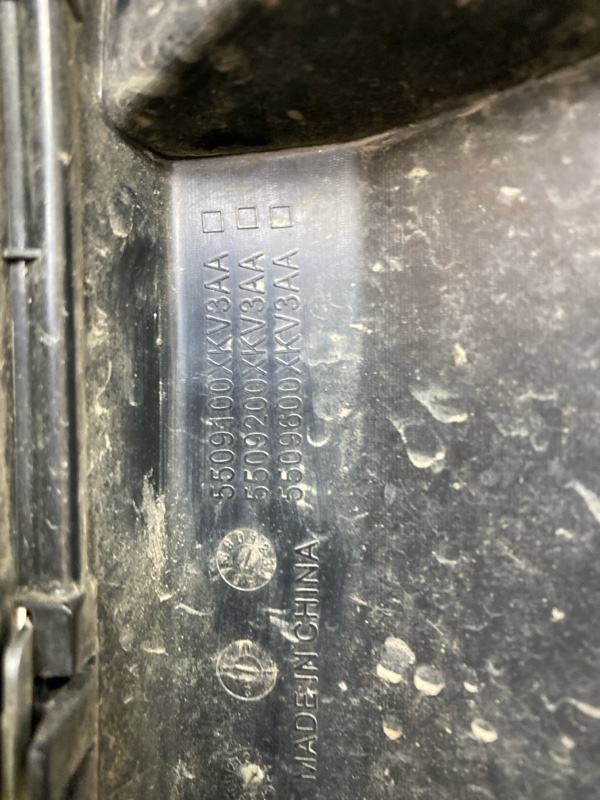 5509100XKV3AA □
5509200XKV3AA □
5509600XKV3AA □
MADE IN CHINA